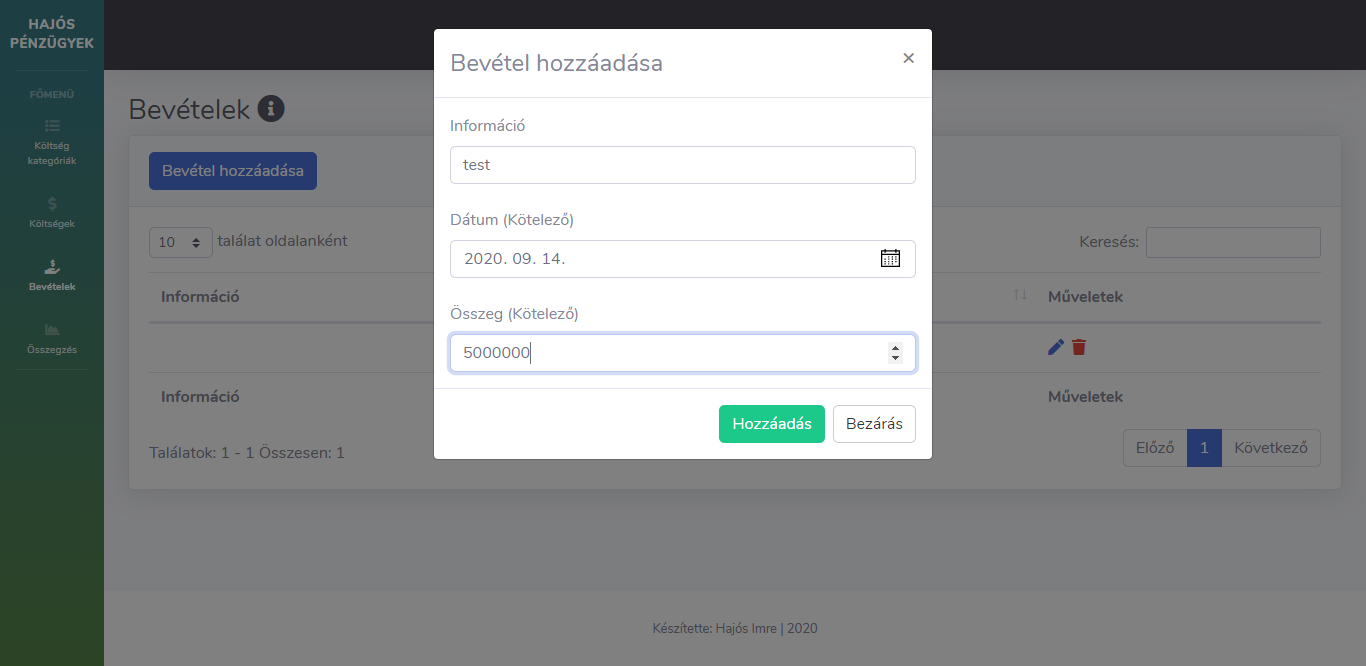 HAJÓS
PÉNZÜGYEK
FŐMENÜ
Költség
kategóriák
Költségek
Bevételek
Összegzés
Bevételek
Bevétel hozzáadása
10 találat oldalanként
Keresés:
Információ
Műveletek
Információ
Műveletek
Találatok: 1 - 1 Összesen: 1
Előző 1 Következő
Bevétel hozzáadása ×
Információ
test
Dátum (Kötelező)
2020. 09. 14.
Összeg (Kötelező)
5000000
Hozzáadás Bezárás
Készítette: Hajós Imre | 2020